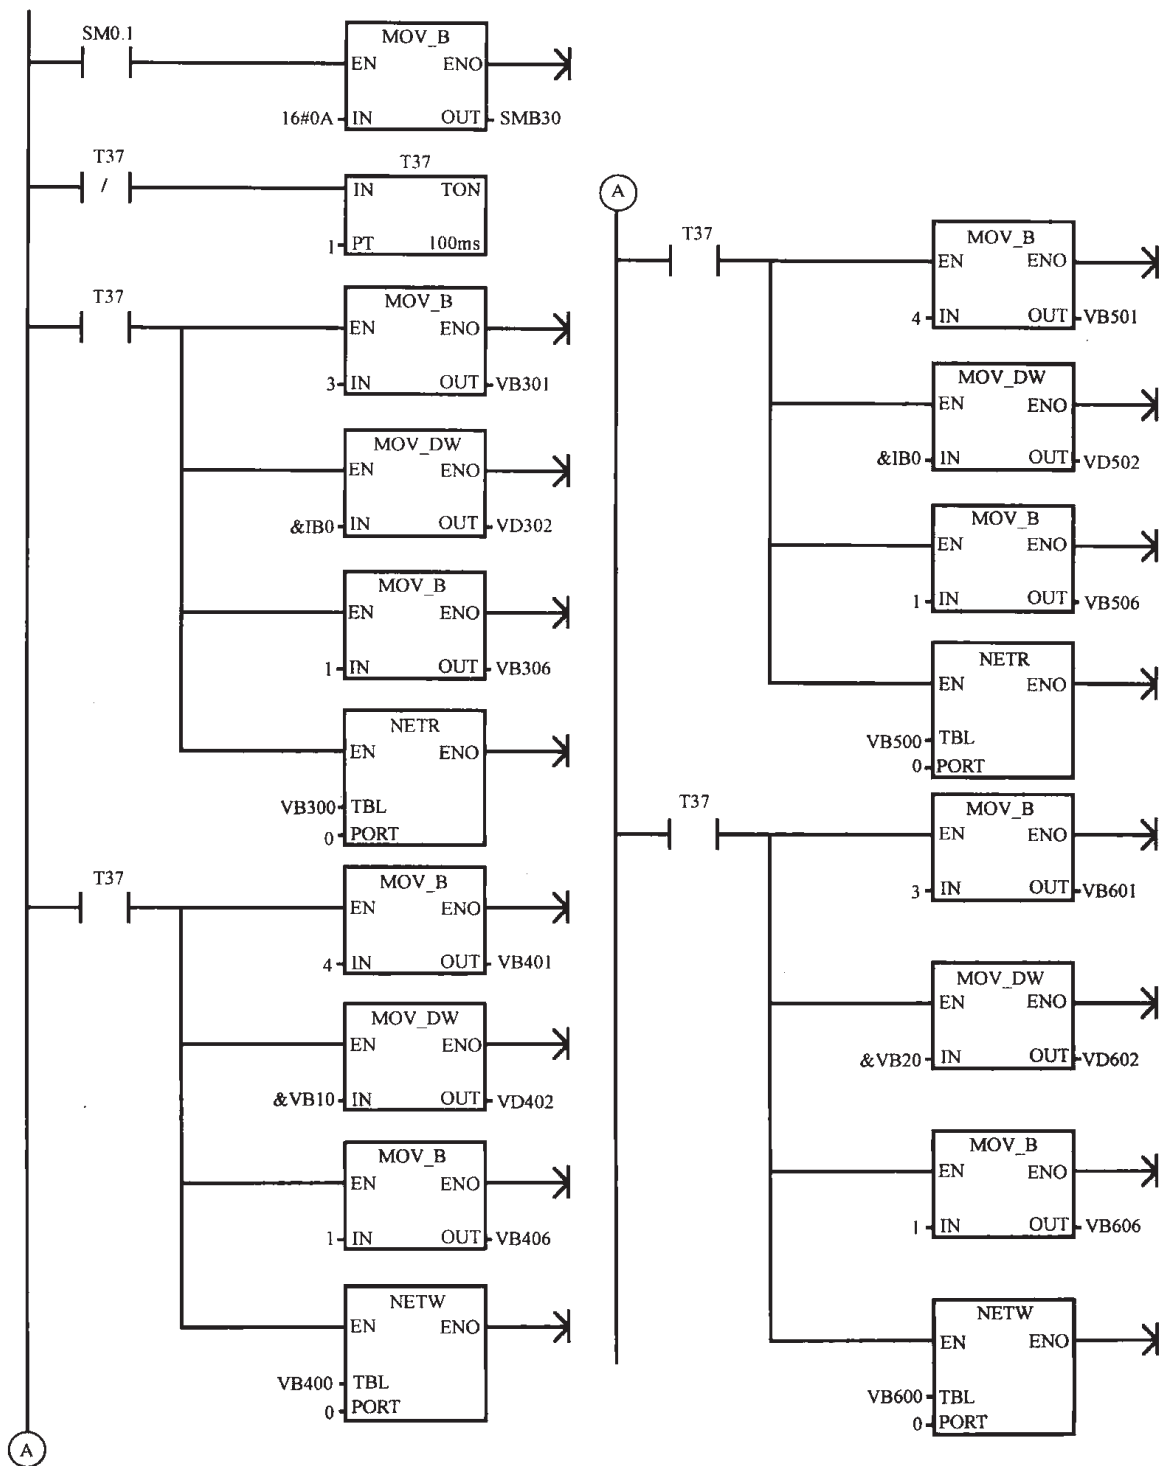 SM0.1
MOV_B
EN ENO
16#0A IN OUT SMB30
T37
/
T37
IN TON
1 PT 100ms
T37
MOV_B
EN ENO
3 IN OUT VB301
MOV_DW
EN ENO
&IB0 IN OUT VD302
MOV_B
EN ENO
1 IN OUT VB306
NETR
EN ENO
VB300 TBL
0 PORT
T37
MOV_B
EN ENO
4 IN OUT VB401
MOV_DW
EN ENO
&VB10 IN OUT VD402
MOV_B
EN ENO
1 IN OUT VB406
NETW
EN ENO
VB400 TBL
0 PORT
A
A
T37
MOV_B
EN ENO
4 IN OUT VB501
MOV_DW
EN ENO
&IB0 IN OUT VD502
MOV_B
EN ENO
1 IN OUT VB506
NETR
EN ENO
VB500 TBL
0 PORT
T37
MOV_B
EN ENO
3 IN OUT VB601
MOV_DW
EN ENO
&VB20 IN OUT VD602
MOV_B
EN ENO
1 IN OUT VB606
NETW
EN ENO
VB600 TBL
0 PORT